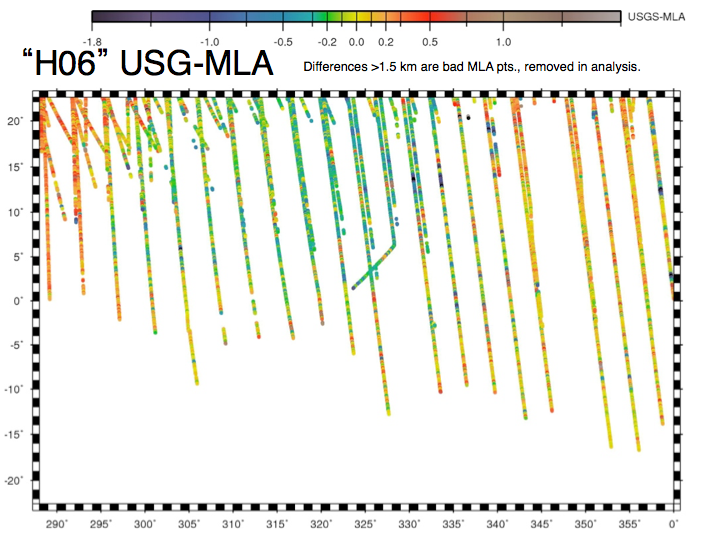 USGS-MLA
-1.8 -1.0 -0.5 -0.2 0.0 0.2 0.5 1.0
“H06” USG-MLA
Differences >1.5 km are bad MLA pts., removed in analysis.
20˚
15˚
10˚
5˚
0˚
-5˚
-10˚
-15˚
-20˚
290˚ 295˚ 300˚ 305˚ 310˚ 315˚ 320˚ 325˚ 330˚ 335˚ 340˚ 345˚ 350˚ 355˚ 0˚